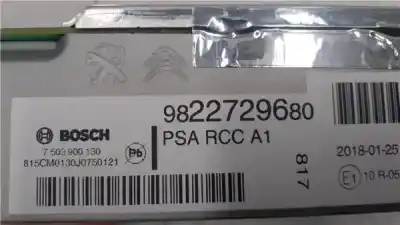 BOSCH
7 503 900 130
815CM0130J0750121
Pb
9822729680
PSA RCC A1
817
2018-01-25
E1 10 R-05